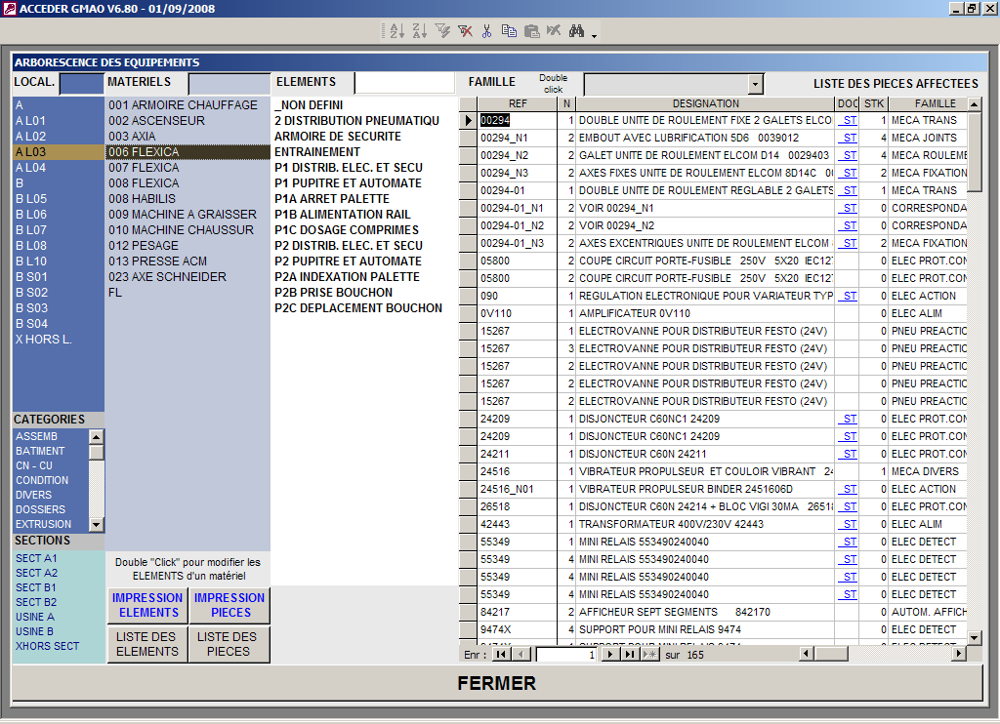 ACCEDER GMAO V6.80 - 01/09/2008
ARBORESCENCE DES EQUIPEMENTS
LOCAL. MATERIELS ELEMENTS FAMILLE Double click LISTE DES PIECES AFFECTEES
A
A L01
A L02
A L03
A L04
B
B L05
B L06
B L07
B L08
B L10
B S01
B S02
B S03
B S04
X HORS L.
CATEGORIES
ASSEMB
BATIMENT
CN - CU
CONDITION
DIVERS
DOSSIERS
EXTRUSION
SECTIONS
SECT A1
SECT A2
SECT B1
SECT B2
USINE A
USINE B
XHORS SECT
001 ARMOIRE CHAUFFAGE
002 ASCENSEUR
003 AXIA
006 FLEXICA
007 FLEXICA
008 FLEXICA
008 HABILIS
009 MACHINE A GRAISSER
010 MACHINE CHAUSSUR
012 PESAGE
013 PRESSE ACM
023 AXE SCHNEIDER
FL
Double "Click" pour modifier les
ELEMENTS d'un matériel
IMPRESSION ELEMENTS
IMPRESSION PIECES
LISTE DES ELEMENTS
LISTE DES PIECES
_NON DEFINI
2 DISTRIBUTION PNEUMATIQU
ARMOIRE DE SECURITE
ENTRAINEMENT
P1 DISTRIB. ELEC. ET SECU
P1 PUPITRE ET AUTOMATE
P1A ARRET PALETTE
P1B ALIMENTATION RAIL
P1C DOSAGE COMPRIMES
P2 DISTRIB. ELEC. ET SECU
P2 PUPITRE ET AUTOMATE
P2A INDEXATION PALETTE
P2B PRISE BOUCHON
P2C DEPLACEMENT BOUCHON
REF N DESIGNATION DOC STK FAMILLE
00294 1 DOUBLE UNITE DE ROULEMENT FIXE 2 GALETS ELCO ST 1 MECA TRANS
00294_N1 2 EMBOUT AVEC LUBRIFICATION 5D6 0039012 ST 4 MECA JOINTS
00294_N2 2 GALET UNITE DE ROULEMENT ELCOM D14 0029403 ST 4 MECA ROULEME
00294_N3 2 AXES FIXES UNITE DE ROULEMENT ELCOM 8D14C ST 2 MECA FIXATION
00294-01 1 DOUBLE UNITE DE ROULEMENT REGLABLE 2 GALETS ST 1 MECA TRANS
00294-01_N1 2 VOIR 00294_N1 ST 0 CORRESPONDA
00294-01_N2 2 VOIR 00294_N2 ST 0 CORRESPONDA
00294-01_N3 2 AXES EXCENTRIQUES UNITE DE ROULEMENT ELCOM ST 2 MECA FIXATION
05800 2 COUPE CIRCUIT PORTE-FUSIBLE 250V 5X20 IEC127 0 ELEC PROT.CON
05800 2 COUPE CIRCUIT PORTE-FUSIBLE 250V 5X20 IEC127 0 ELEC PROT.CON
090 1 REGULATION ELECTRONIQUE POUR VARIATEUR TYP ST 0 ELEC ACTION
0V110 1 AMPLIFICATEUR 0V110 0 ELEC ALIM
15267 1 ELECTROVANNE POUR DISTRIBUTEUR FESTO (24V) 0 PNEU PREACTIC
15267 3 ELECTROVANNE POUR DISTRIBUTEUR FESTO (24V) 0 PNEU PREACTIC
15267 2 ELECTROVANNE POUR DISTRIBUTEUR FESTO (24V) 0 PNEU PREACTIC
15267 2 ELECTROVANNE POUR DISTRIBUTEUR FESTO (24V) 0 PNEU PREACTIC
15267 2 ELECTROVANNE POUR DISTRIBUTEUR FESTO (24V) 0 PNEU PREACTIC
24209 1 DISJONCTEUR C60NC1 24209 ST 0 ELEC PROT.CON
24209 1 DISJONCTEUR C60NC1 24209 ST 0 ELEC PROT.CON
24211 1 DISJONCTEUR C60N 24211 ST 0 ELEC PROT.CON
24516 1 VIBRATEUR PROPULSEUR ET COULOIR VIBRANT 24 1 MECA DIVERS
24516_N01 1 VIBRATEUR PROPULSEUR BINDER 2451606D ST 0 ELEC ACTION
26518 1 DISJONCTEUR C60N 24214 + BLOC VIGI 30MA 26518 ST 0 ELEC PROT.CON
42443 1 TRANSFORMATEUR 400V/230V 42443 ST 0 ELEC ALIM
55349 1 MINI RELAIS 553490240040 ST 0 ELEC DETECT
55349 4 MINI RELAIS 553490240040 ST 0 ELEC DETECT
55349 4 MINI RELAIS 553490240040 ST 0 ELEC DETECT
55349 4 MINI RELAIS 553490240040 ST 0 ELEC DETECT
84217 2 AFFICHEUR SEPT SEGMENTS 842170 0 AUTOM. AFFICH
9474X 4 SUPPORT POUR MINI RELAIS 9474 0 ELEC DETECT
Enr : 1 sur 165
FERMER